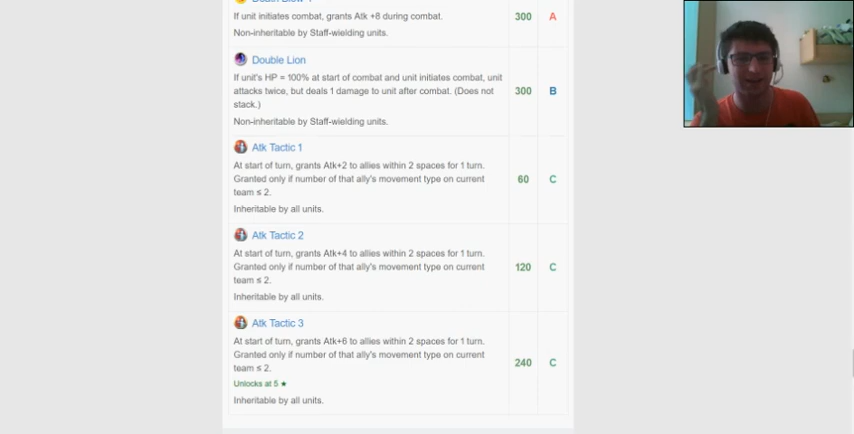 Death Blow 4
If unit initiates combat, grants Atk +8 during combat.
300
A
Non-inheritable by Staff-wielding units.
Double Lion
If unit's HP = 100% at start of combat and unit initiates combat, unit
attacks twice, but deals 1 damage to unit after combat. (Does not
stack.)
300
B
Non-inheritable by Staff-wielding units.
Atk Tactic 1
At start of turn, grants Atk+2 to allies within 2 spaces for 1 turn.
Granted only if number of that ally's movement type on current
team ≤ 2.
60
C
Inheritable by all units.
Atk Tactic 2
At start of turn, grants Atk+4 to allies within 2 spaces for 1 turn.
Granted only if number of that ally's movement type on current
team ≤ 2.
120
C
Inheritable by all units.
Atk Tactic 3
At start of turn, grants Atk+6 to allies within 2 spaces for 1 turn.
Granted only if number of that ally's movement type on current
team ≤ 2.
240
C
Unlocks at 5 ★
Inheritable by all units.